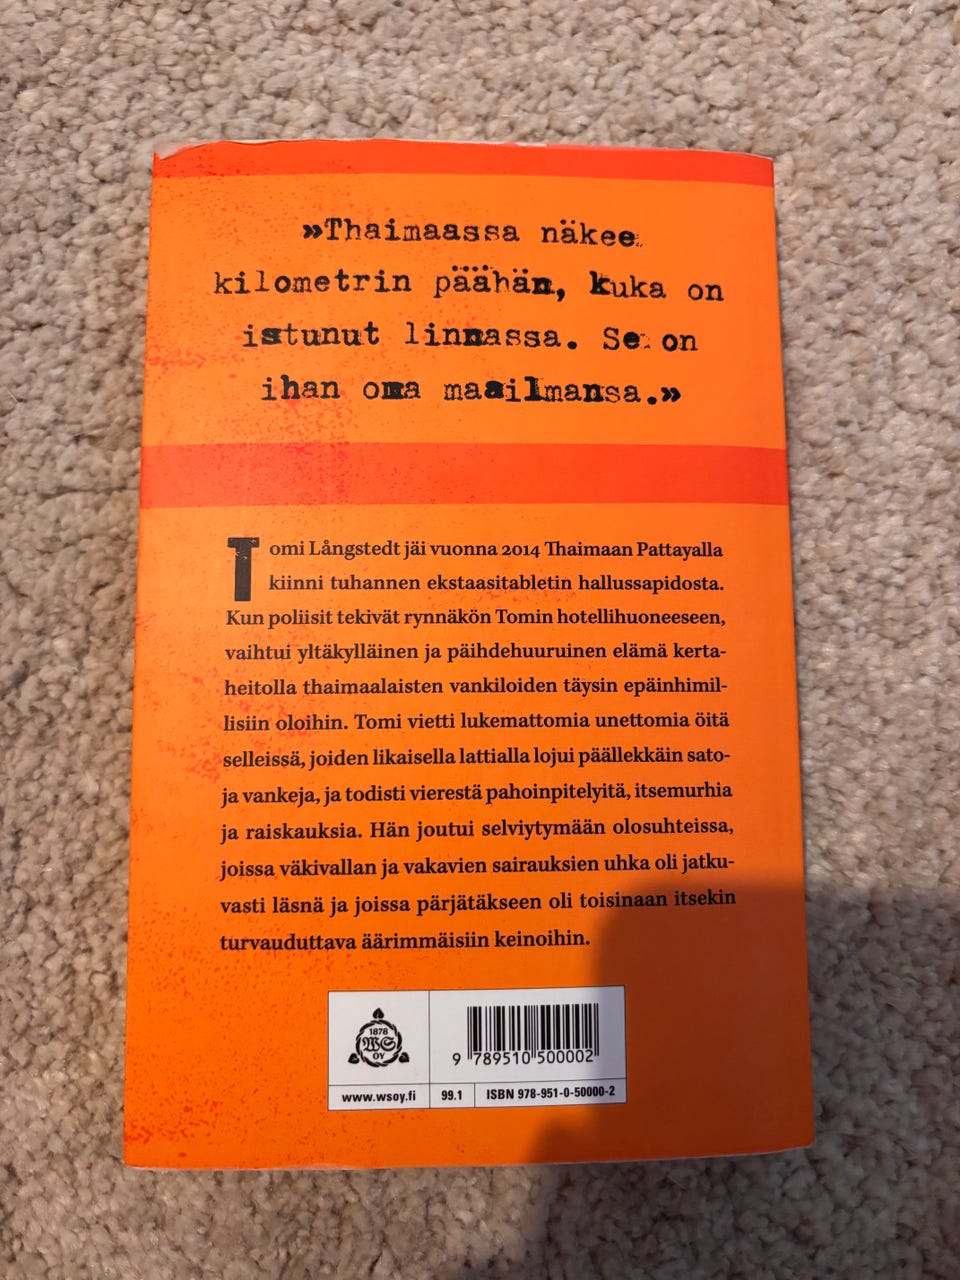 »Thaimaassa näkee
kilometrin päähän, kuka on
istunut linnassa. Se on
ihan oma maailmansa.»
Tomi Långstedt jäi vuonna 2014 Thaimaan Pattayalla
kiinni tuhannen ekstaasitabletin hallussapidosta.
Kun poliisit tekivät rynnäkön Tomin hotellihuoneeseen,
vaihtui yltäkylläinen ja päihdehuuruinen elämä kerta-
heitolla thaimaalaisten vankiloiden täysin epäinhimil-
lisiin oloihin. Tomi vietti lukemattomia unettomia öitä
selleissä, joiden likaisella lattialla lojui päällekkäin sato-
ja vankeja, ja todisti vierestä pahoinpitelyitä, itsemurhia
ja raiskauksia. Hän joutui selviytymään olosuhteissa,
joissa väkivallan ja vakavien sairauksien uhka oli jatku-
vasti läsnä ja joissa pärjätäkseen oli toisinaan itsekin
turvauduttava äärimmäisiin keinoihin.
1878
WS
OY
9 789510 500002
www.wsoy.fi
99.1
ISBN 978-951-0-50000-2